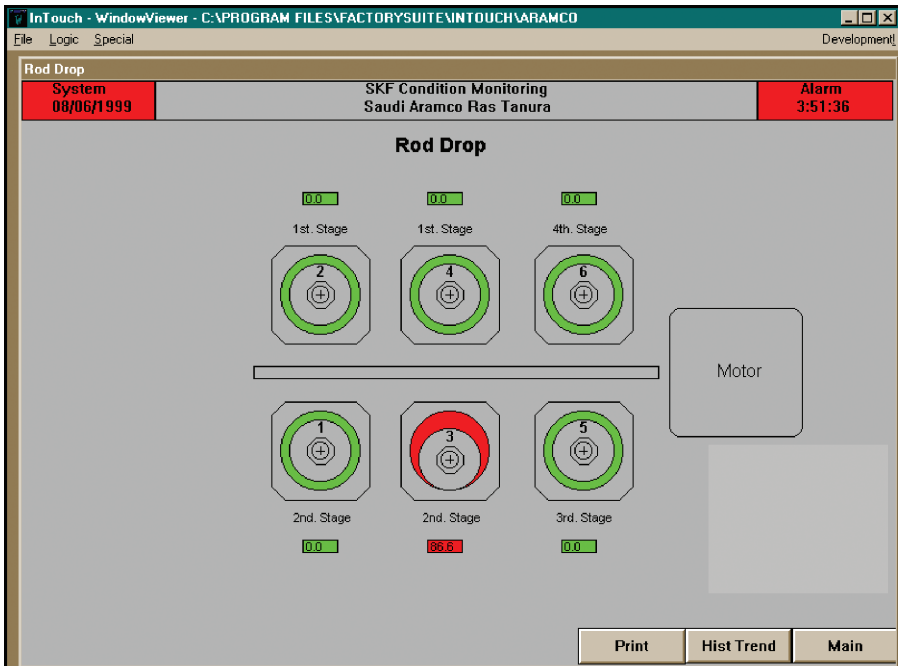 InTouch - WindowViewer - C:\PROGRAM FILES\FACTORYSUITE\INTOUCH\ARAMCO
File Logic Special Development!
Rod Drop
System
08/06/1999
SKF Condition Monitoring
Saudi Aramco Ras Tanura
Alarm
3:51:36
Rod Drop
0.0 0.0 0.0
1st. Stage 1st. Stage 4th. Stage
2 4 6
Motor
1 3 5
2nd. Stage 2nd. Stage 3rd. Stage
0.0 86.6 0.0
Print Hist Trend Main